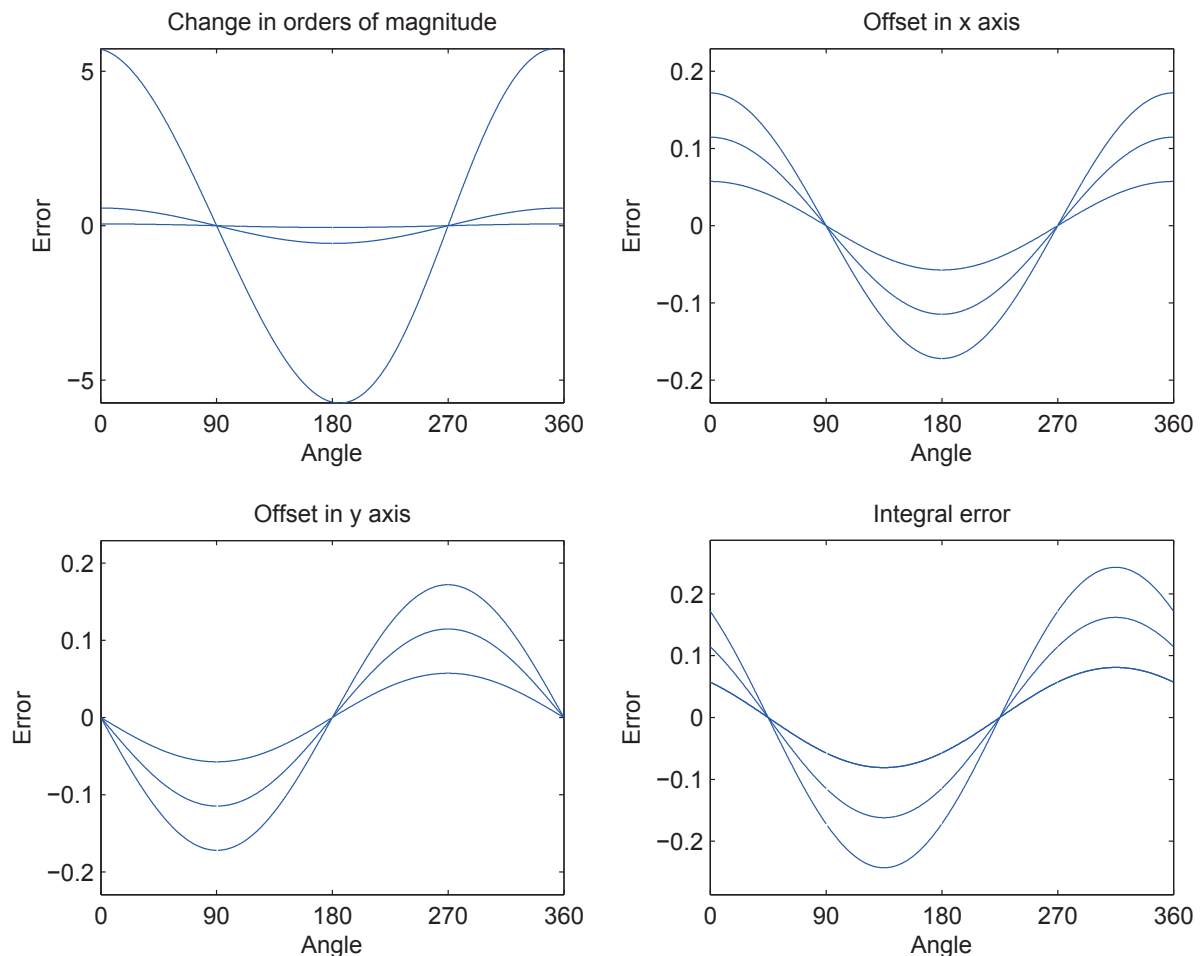 Change in orders of magnitude
5
0
−5
Error
0 90 180 270 360
Angle
Offset in x axis
0.2
0.1
0
−0.1
−0.2
Error
0 90 180 270 360
Angle
Offset in y axis
0.2
0.1
0
−0.1
−0.2
Error
0 90 180 270 360
Angle
Integral error
0.2
0.1
0
−0.1
−0.2
Error
0 90 180 270 360
Angle